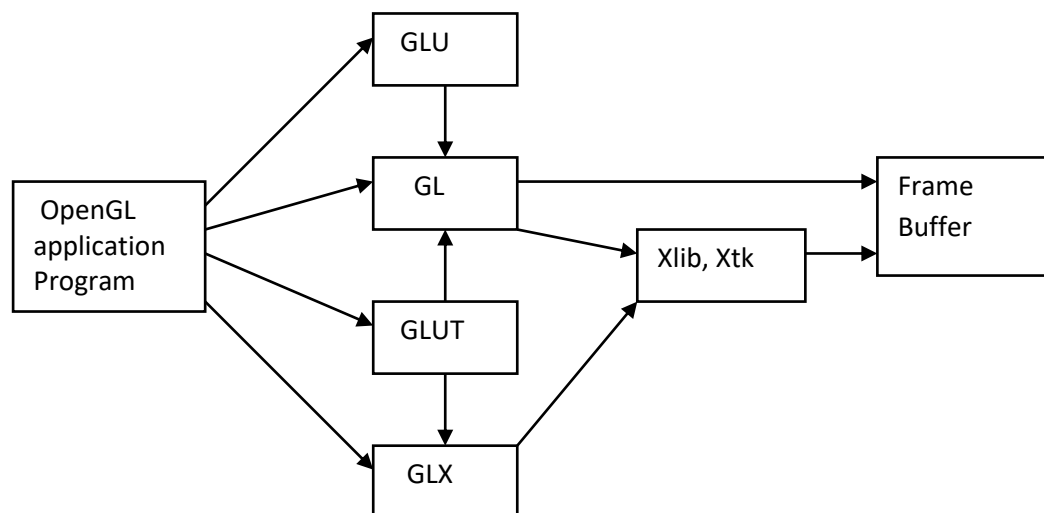 GLU
OpenGL
application
Program
GL
Frame
Buffer
Xlib, Xtk
GLUT
GLX